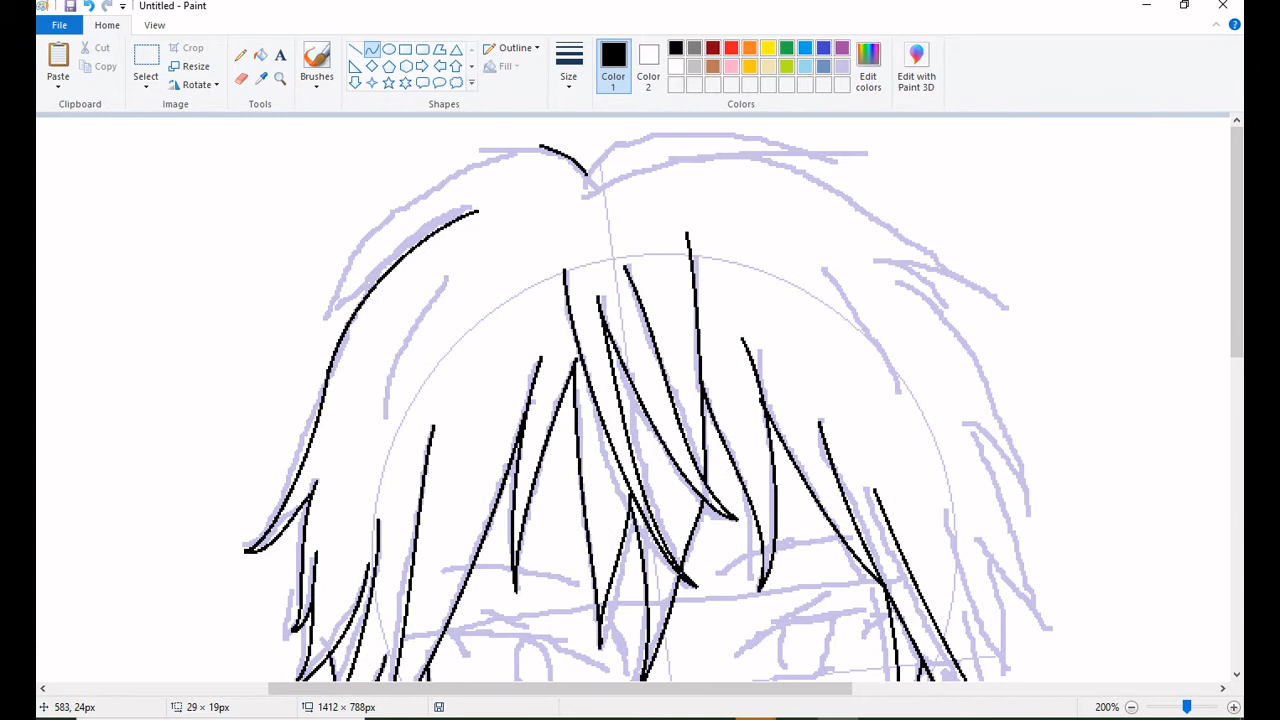 Untitled - Paint
File Home View
Paste
Cut
Copy
Clipboard
Select
Crop
Resize
Rotate
Image
Tools
Brushes
Outline
Fill
Shapes
Size
Color
1
Color
2
Edit
colors
Colors
Edit with
Paint 3D
583, 24px
29 × 19px
1412 × 788px
200%